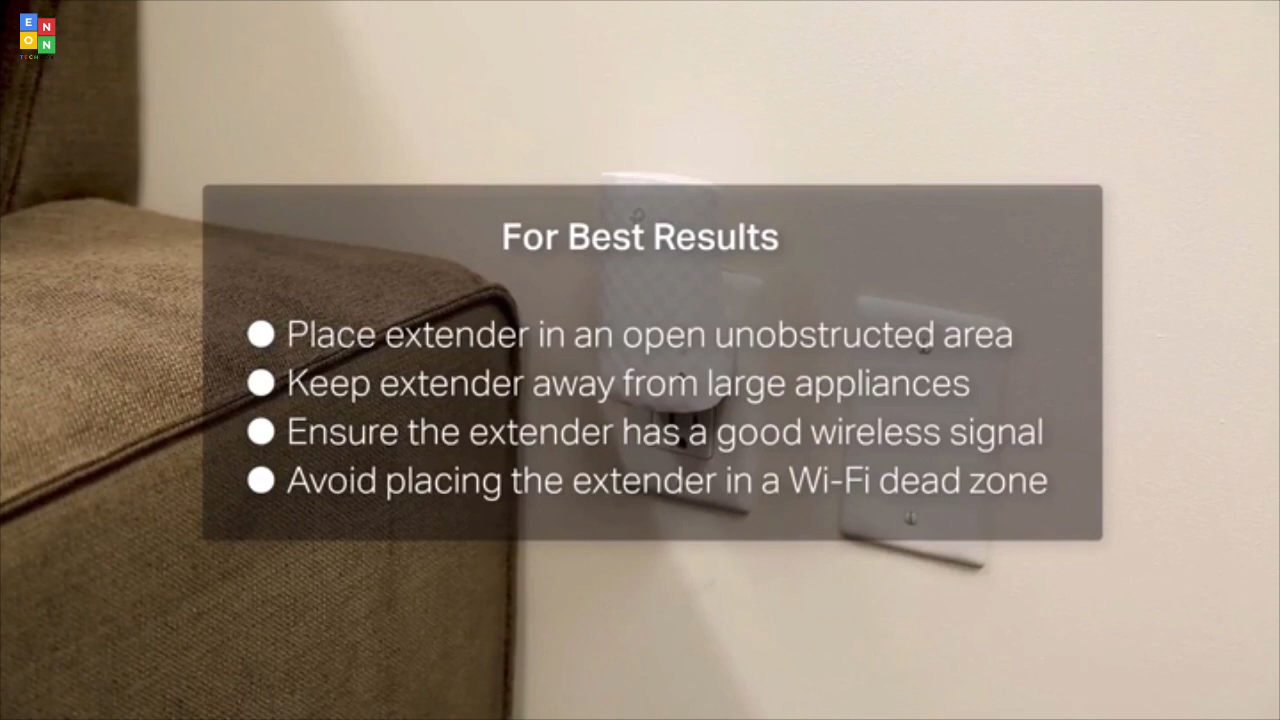 E N
O N
TECH
For Best Results
Place extender in an open unobstructed area
Keep extender away from large appliances
Ensure the extender has a good wireless signal
Avoid placing the extender in a Wi-Fi dead zone